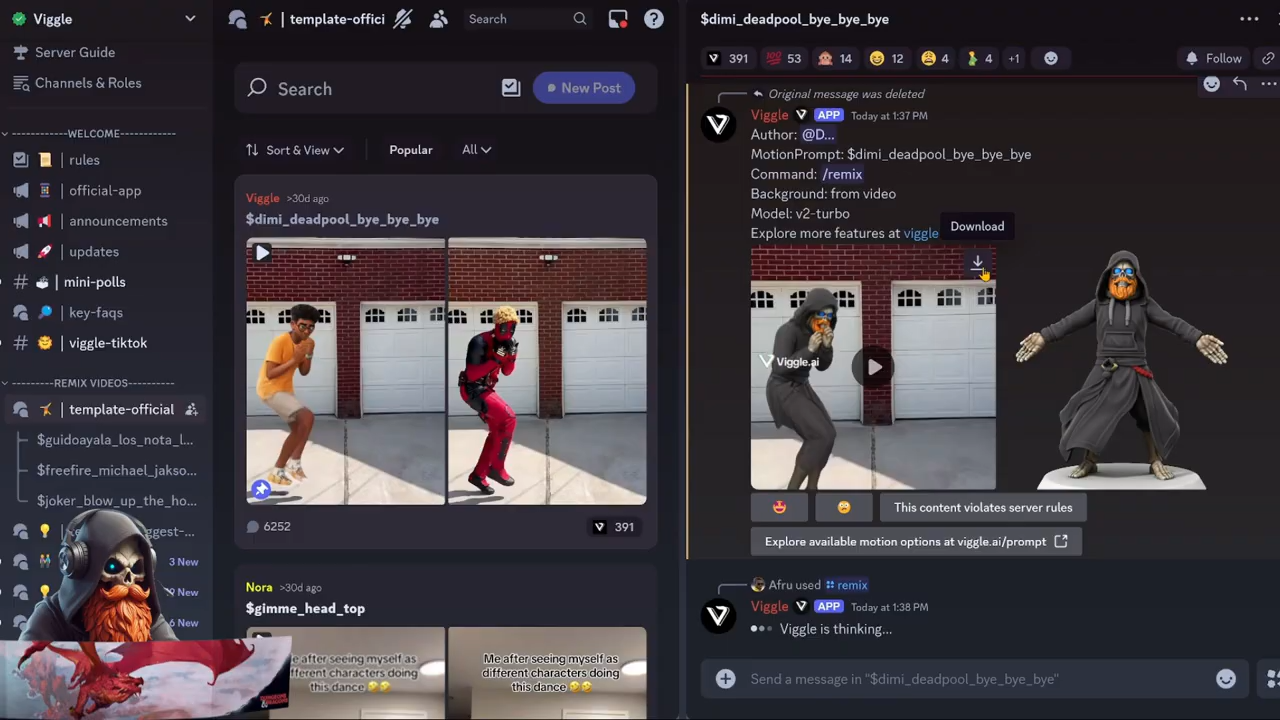 Viggle
Server Guide
Channels & Roles
------------WELCOME------------
rules
official-app
announcements
updates
mini-polls
key-faqs
viggle-tiktok
---------REMIX VIDEOS---------
template-official
$guidoayala_los_nota_l...
$freefire_michael_jakso...
$joker_blow_up_the_ho...
3 New
New
6 New
| template-offici
Search
Search
New Post
Sort & View
Popular
All
Viggle >30d ago
$dimi_deadpool_bye_bye_bye
6252
391
Nora >30d ago
$gimme_head_top
e after seeing myself as
different characters doing
this dance
Me after seeing myself as
different characters doing
this dance
$dimi_deadpool_bye_bye_bye
391 53 14 12 4 4 +1
Follow
Original message was deleted
Viggle APP Today at 1:37 PM
Author: @D...
MotionPrompt: $dimi_deadpool_bye_bye_bye
Command: /remix
Background: from video
Model: v2-turbo
Explore more features at viggle
Download
Viggle.ai
This content violates server rules
Explore available motion options at viggle.ai/prompt
Afru used remix
Viggle APP Today at 1:38 PM
Viggle is thinking...
Send a message in "$dimi_deadpool_bye_bye_bye"